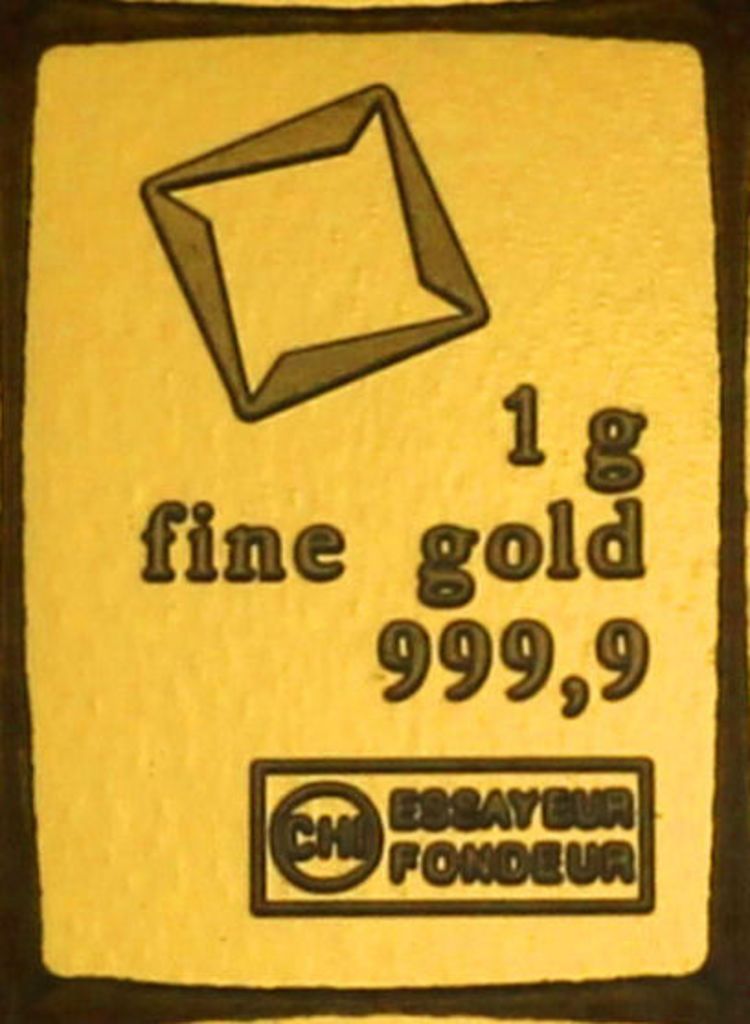 1 g
fine gold
999,9
CHI ESSAYEUR
FONDEUR